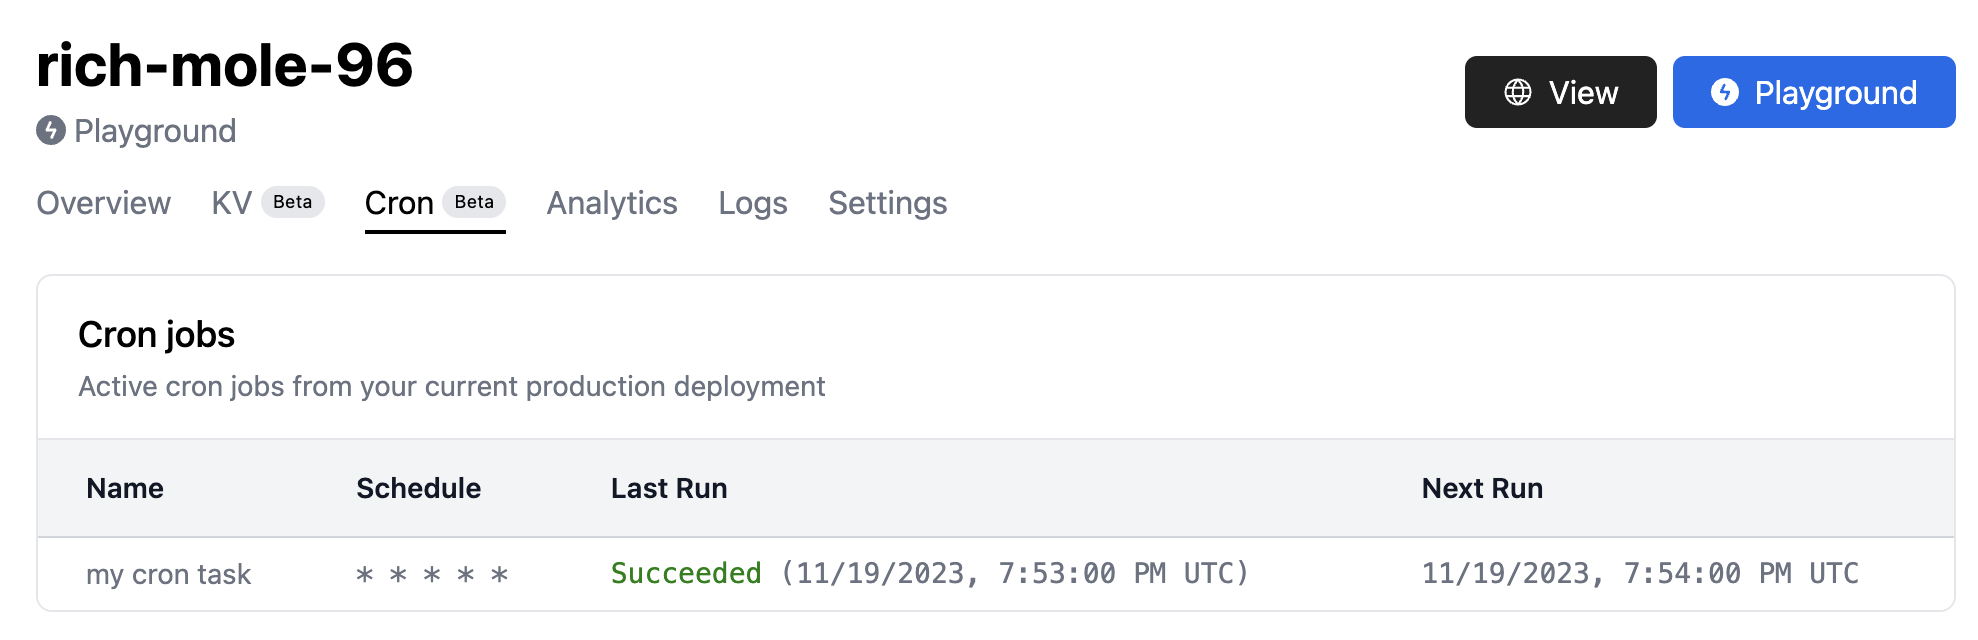 rich-mole-96
Playground
View
Playground
Overview KV Beta Cron Beta Analytics Logs Settings
Cron jobs
Active cron jobs from your current production deployment
Name Schedule Last Run Next Run
my cron task * * * * * Succeeded (11/19/2023, 7:53:00 PM UTC) 11/19/2023, 7:54:00 PM UTC